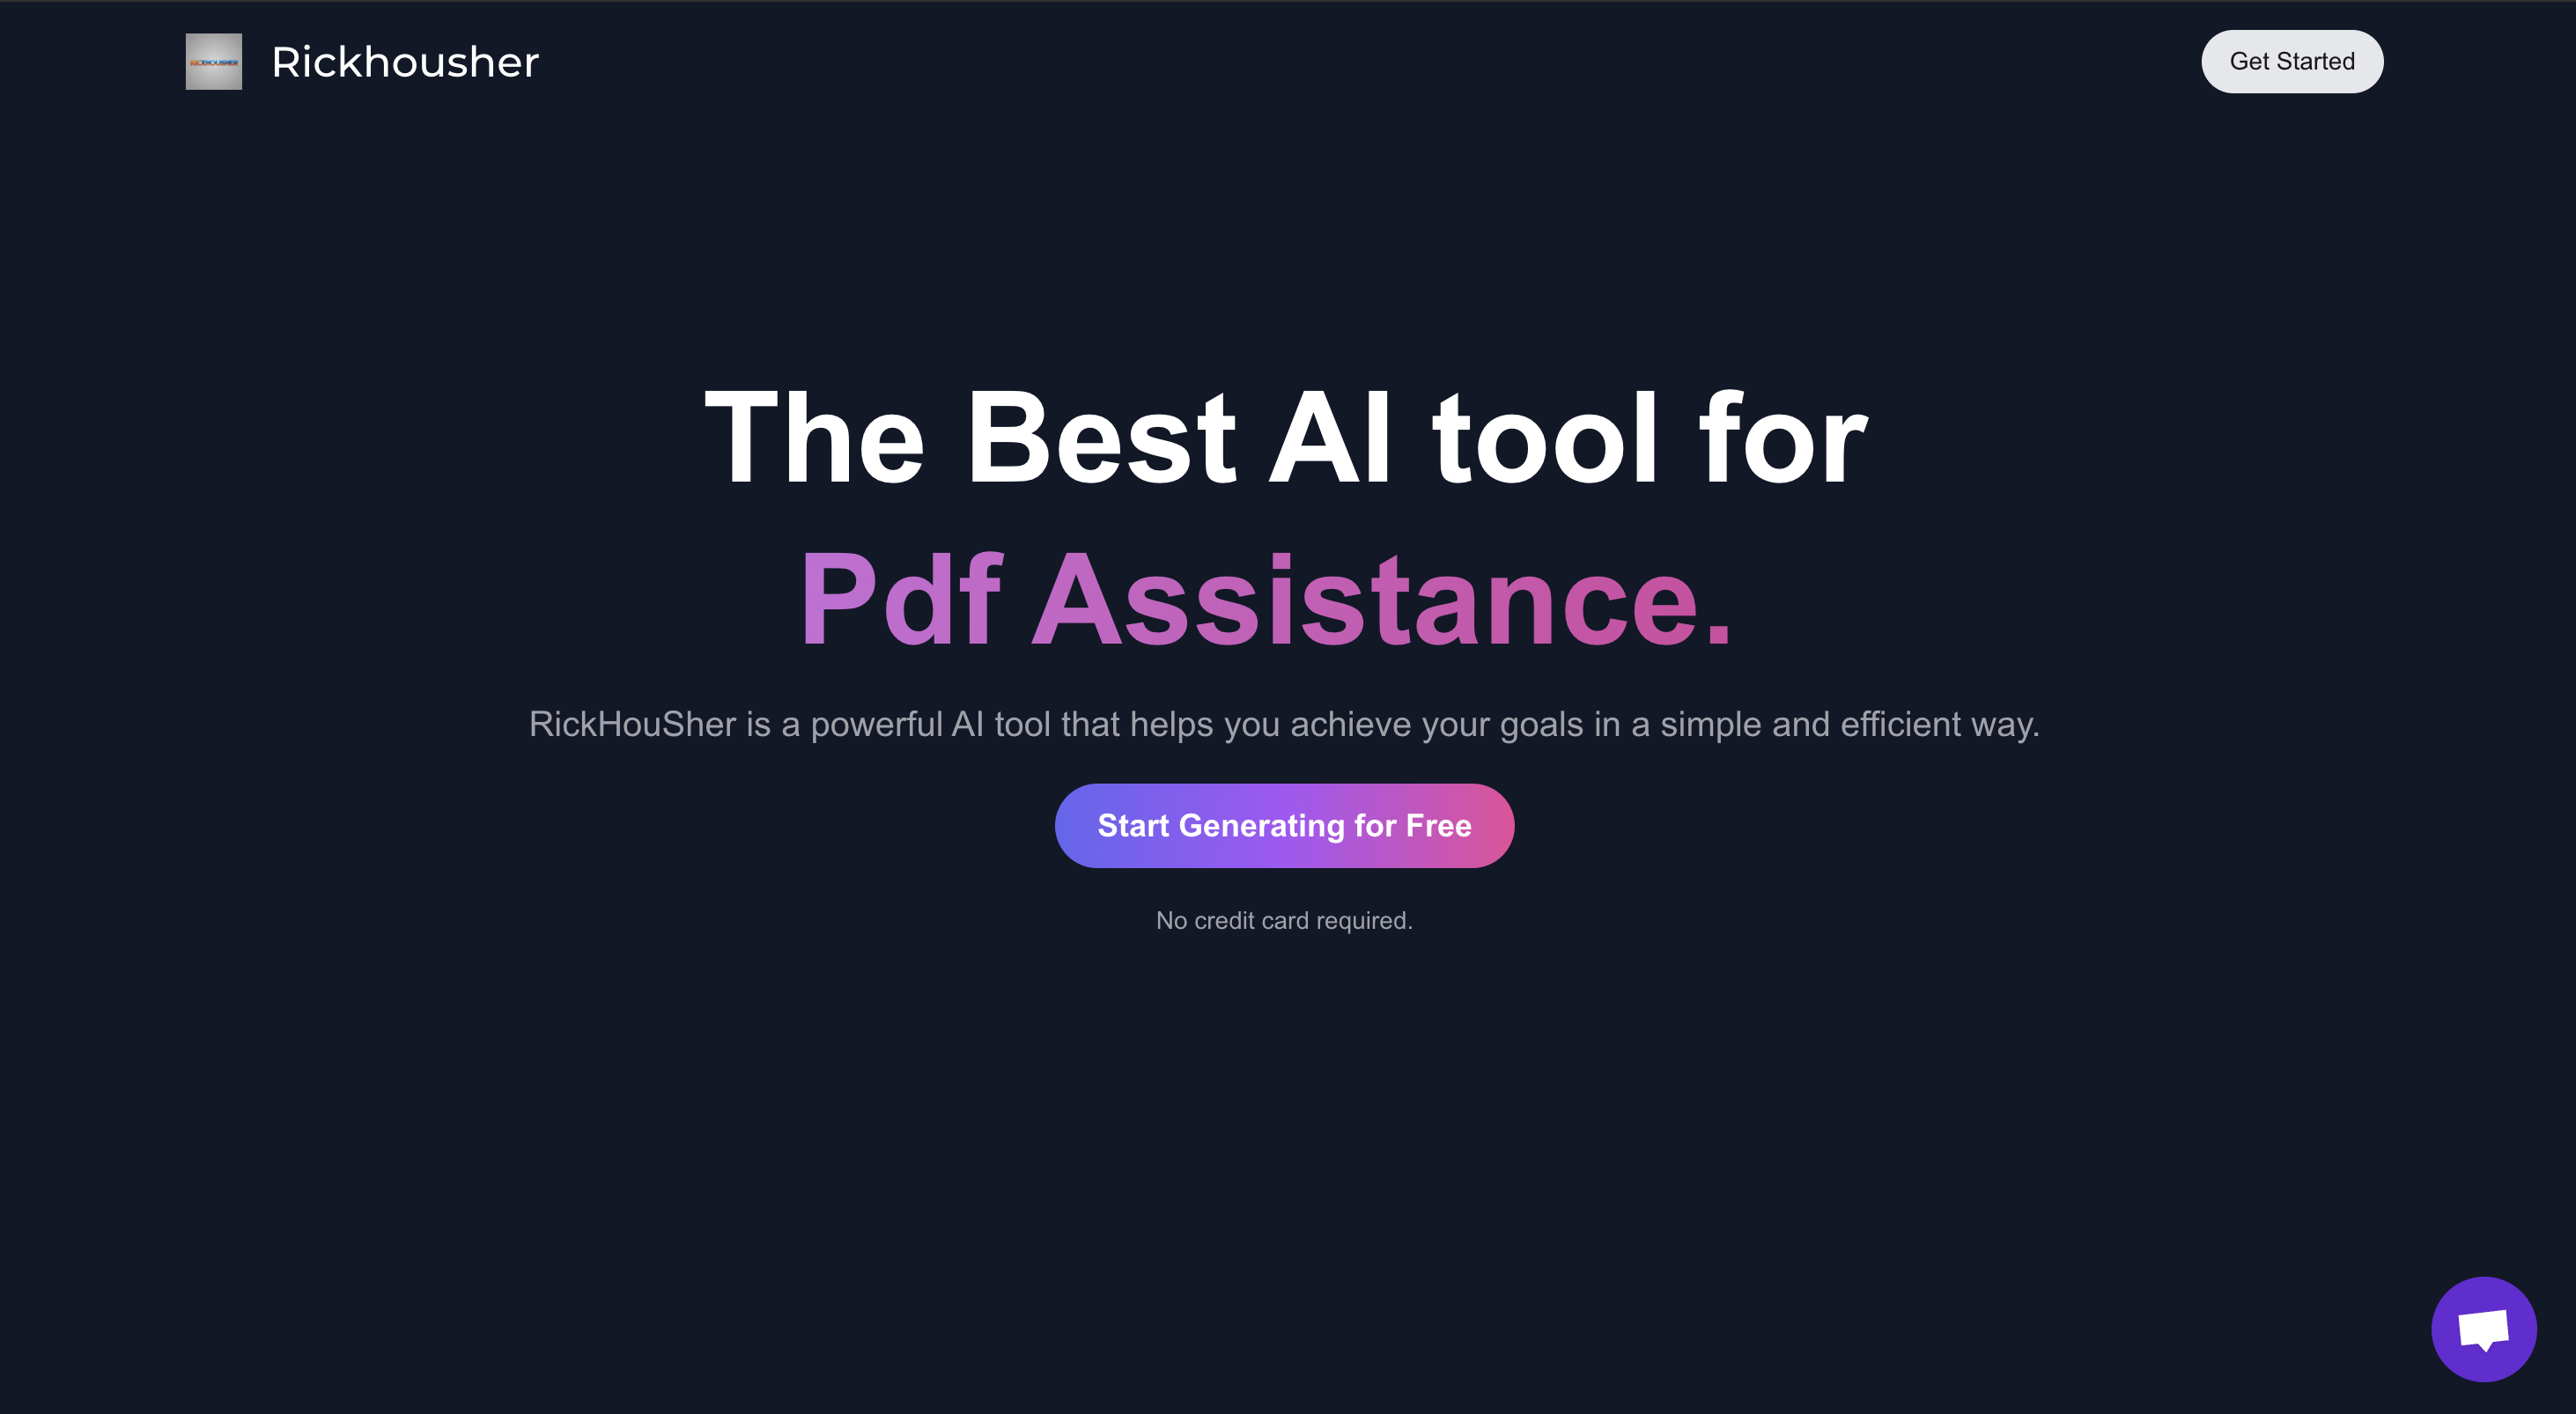 RICKHOUSHER
Rickhousher
Get Started
The Best AI tool for
Pdf Assistance.
RickHouSher is a powerful AI tool that helps you achieve your goals in a simple and efficient way.
Start Generating for Free
No credit card required.